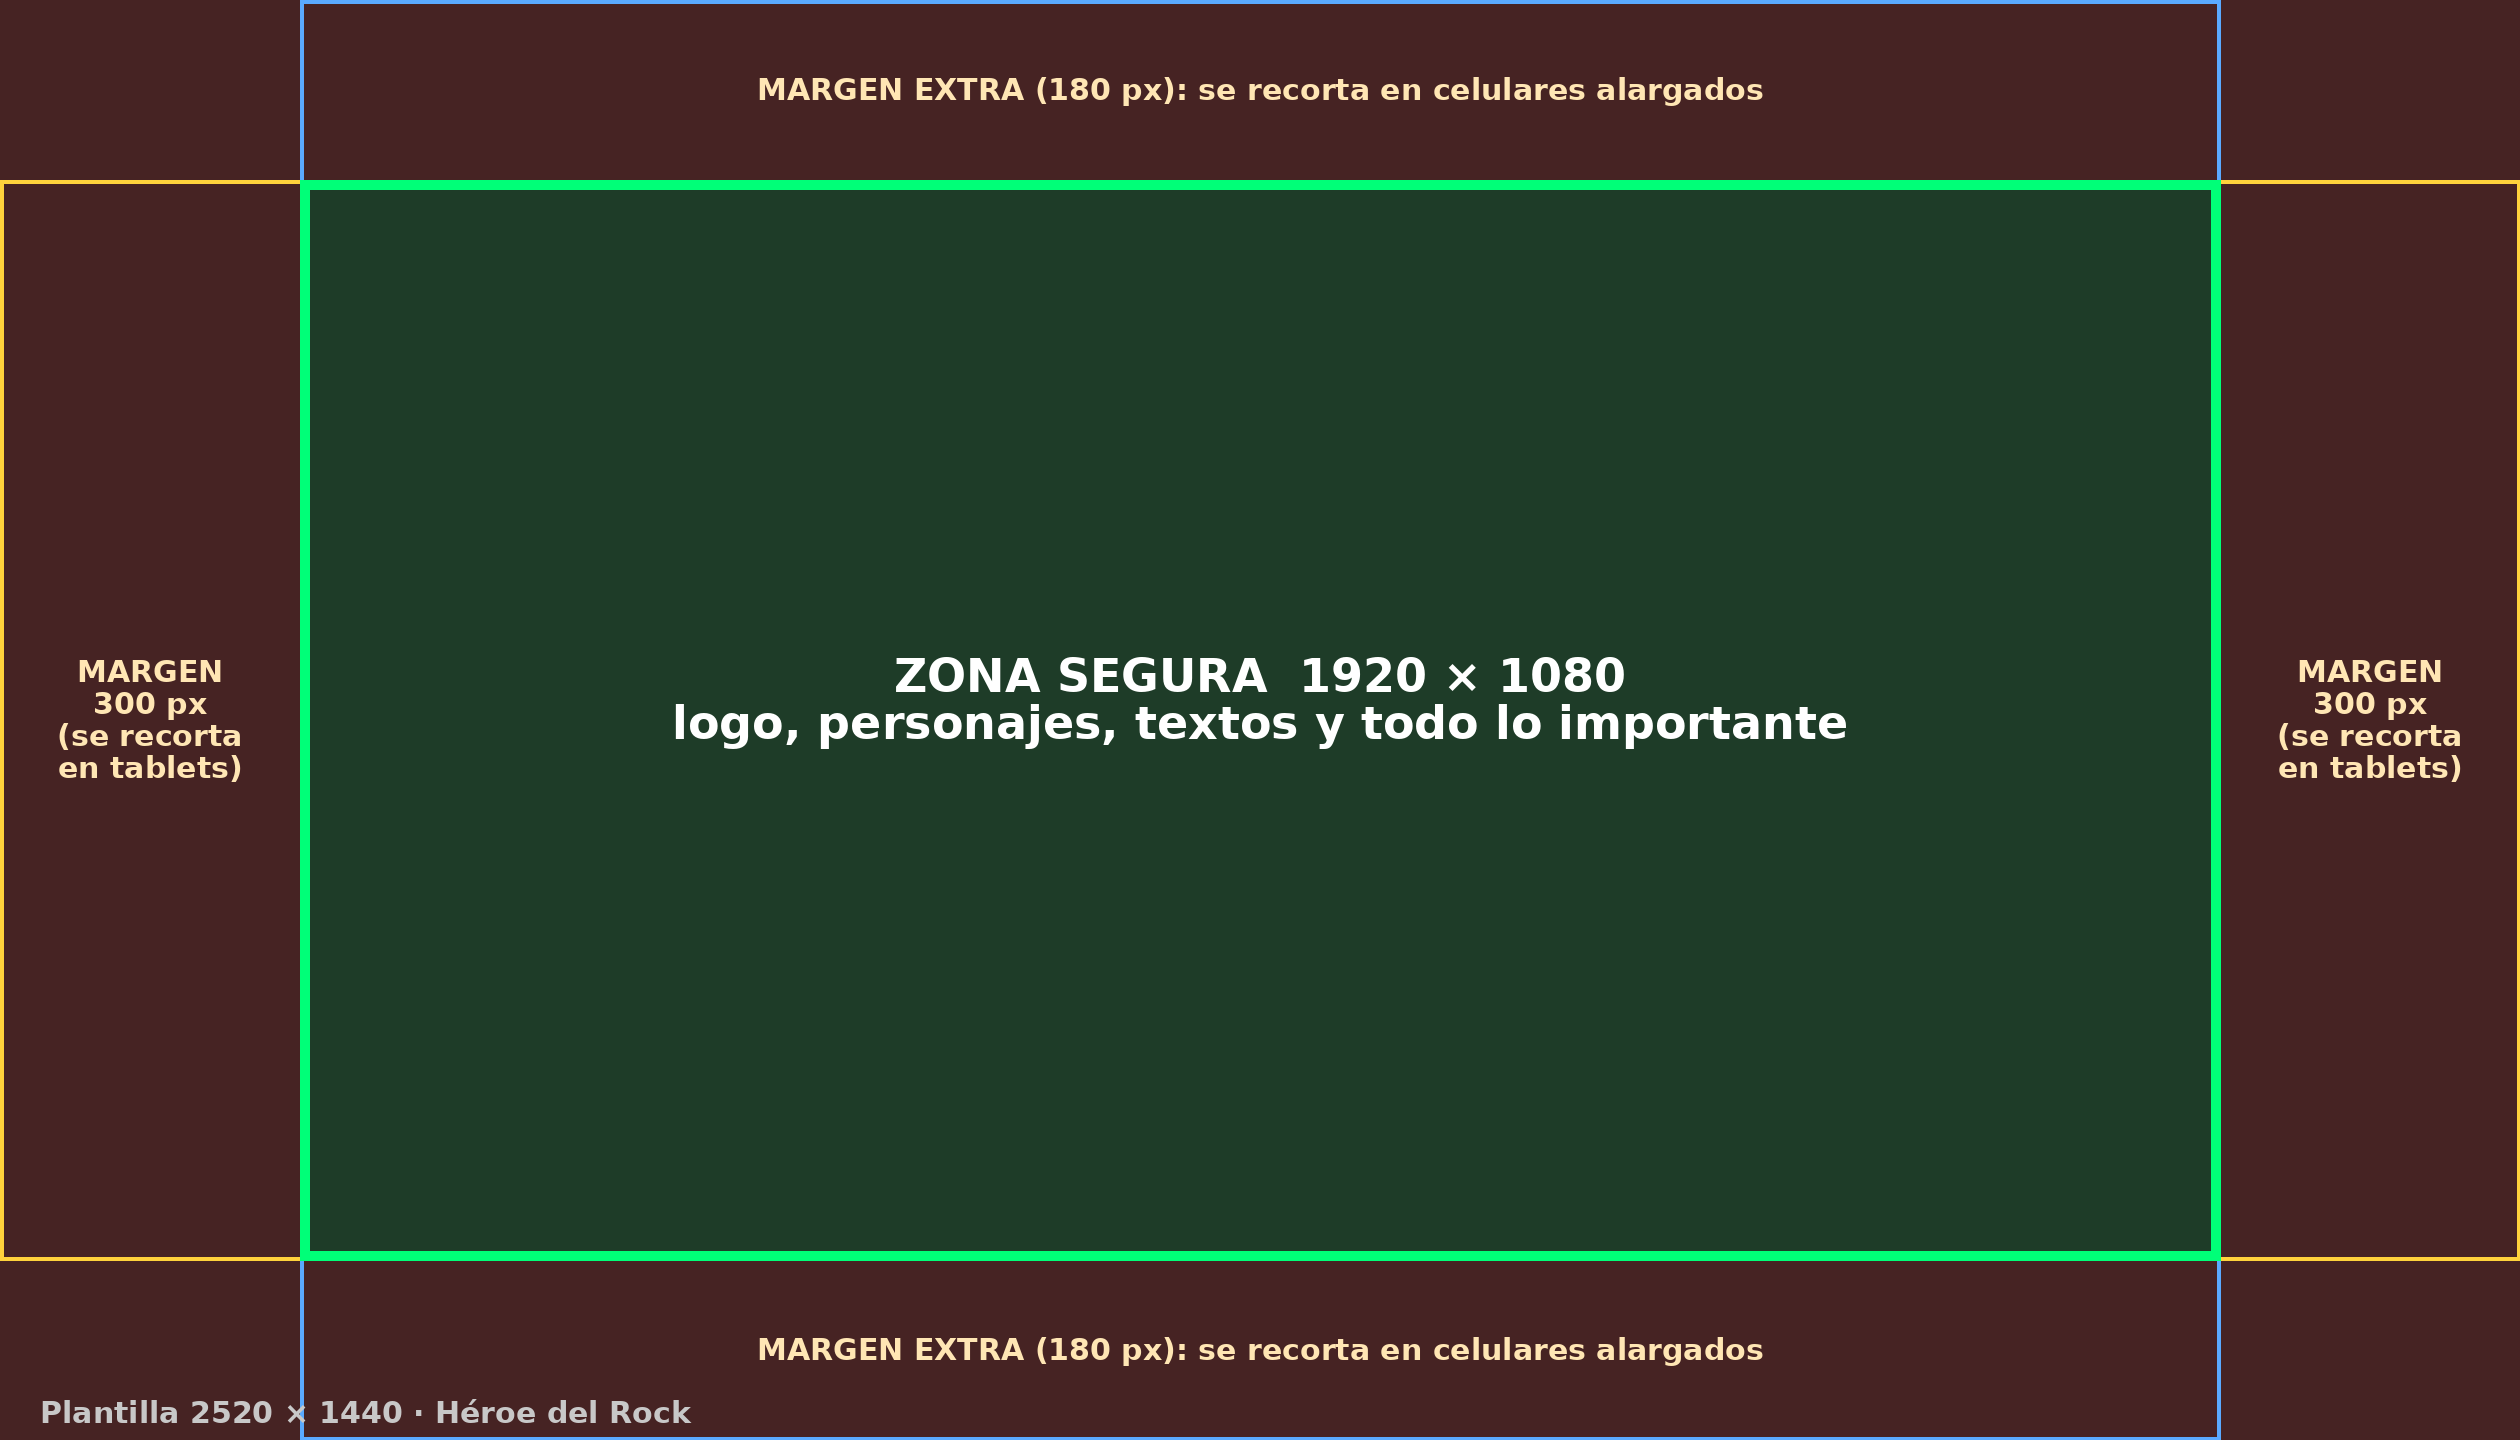 MARGEN EXTRA (180 px): se recorta en celulares alargados
ZONA SEGURA  1920 × 1080
logo, personajes, textos y todo lo importante
MARGEN
300 px
(se recorta
en tablets)
MARGEN
300 px
(se recorta
en tablets)
MARGEN EXTRA (180 px): se recorta en celulares alargados
Plantilla 2520 × 1440 · Héroe del Rock